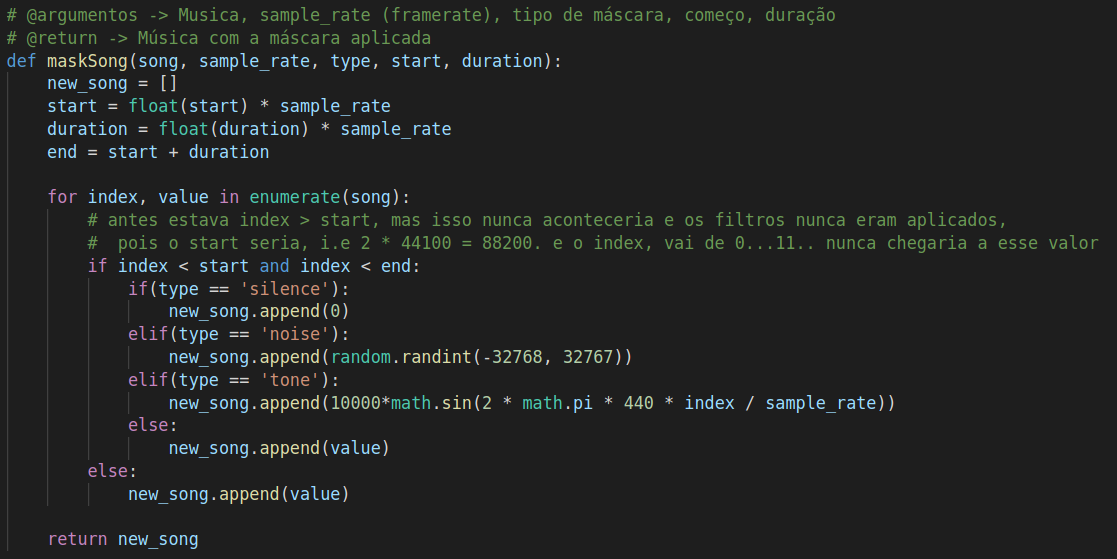 # @argumentos -> Musica, sample_rate (framerate), tipo de máscara, começo, duração
# @return -> Música com a máscara aplicada
def maskSong(song, sample_rate, type, start, duration):
    new_song = []
    start = float(start) * sample_rate
    duration = float(duration) * sample_rate
    end = start + duration

    for index, value in enumerate(song):
        # antes estava index > start, mas isso nunca aconteceria e os filtros nunca eram aplicados,
        #  pois o start seria, i.e 2 * 44100 = 88200. e o index, vai de 0...11.. nunca chegaria a esse valor
        if index < start and index < end:
            if(type == 'silence'):
                new_song.append(0)
            elif(type == 'noise'):
                new_song.append(random.randint(-32768, 32767))
            elif(type == 'tone'):
                new_song.append(10000*math.sin(2 * math.pi * 440 * index / sample_rate))
            else:
                new_song.append(value)
        else:
            new_song.append(value)

    return new_song